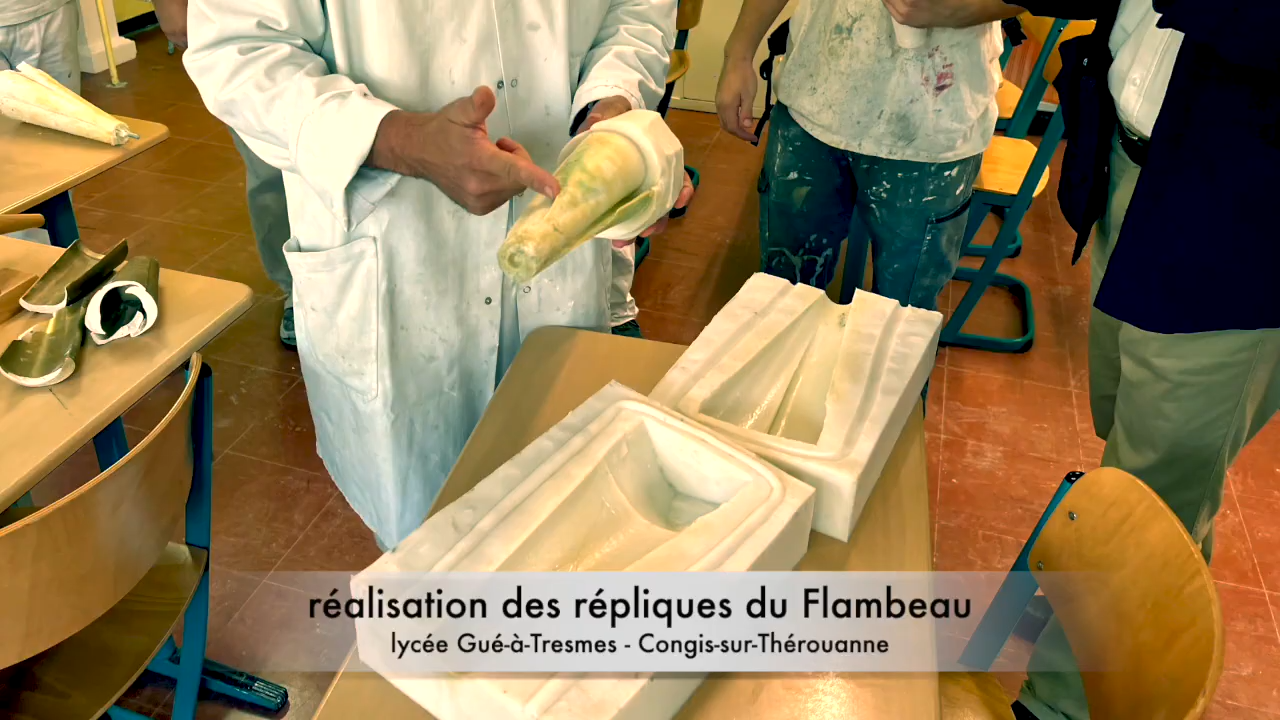 réalisation des répliques du Flambeau
lycée Gué-à-Tresmes - Congis-sur-Thérouanne